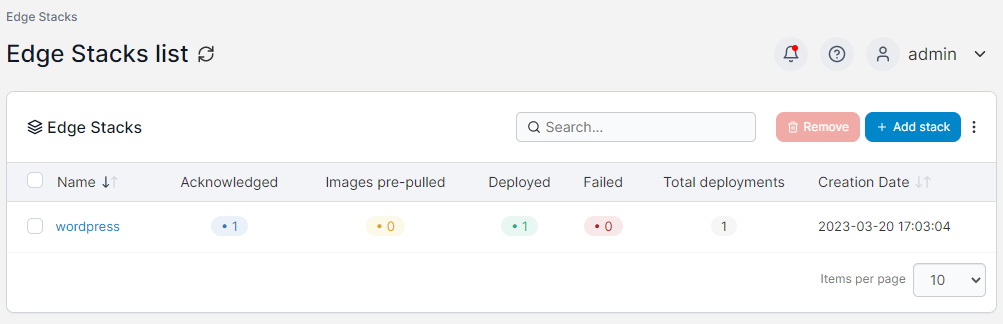 Edge Stacks
Edge Stacks list
admin
Edge Stacks
Search...
Remove
Add stack
Name Acknowledged Images pre-pulled Deployed Failed Total deployments Creation Date
wordpress 1 0 1 0 1 2023-03-20 17:03:04
Items per page 10